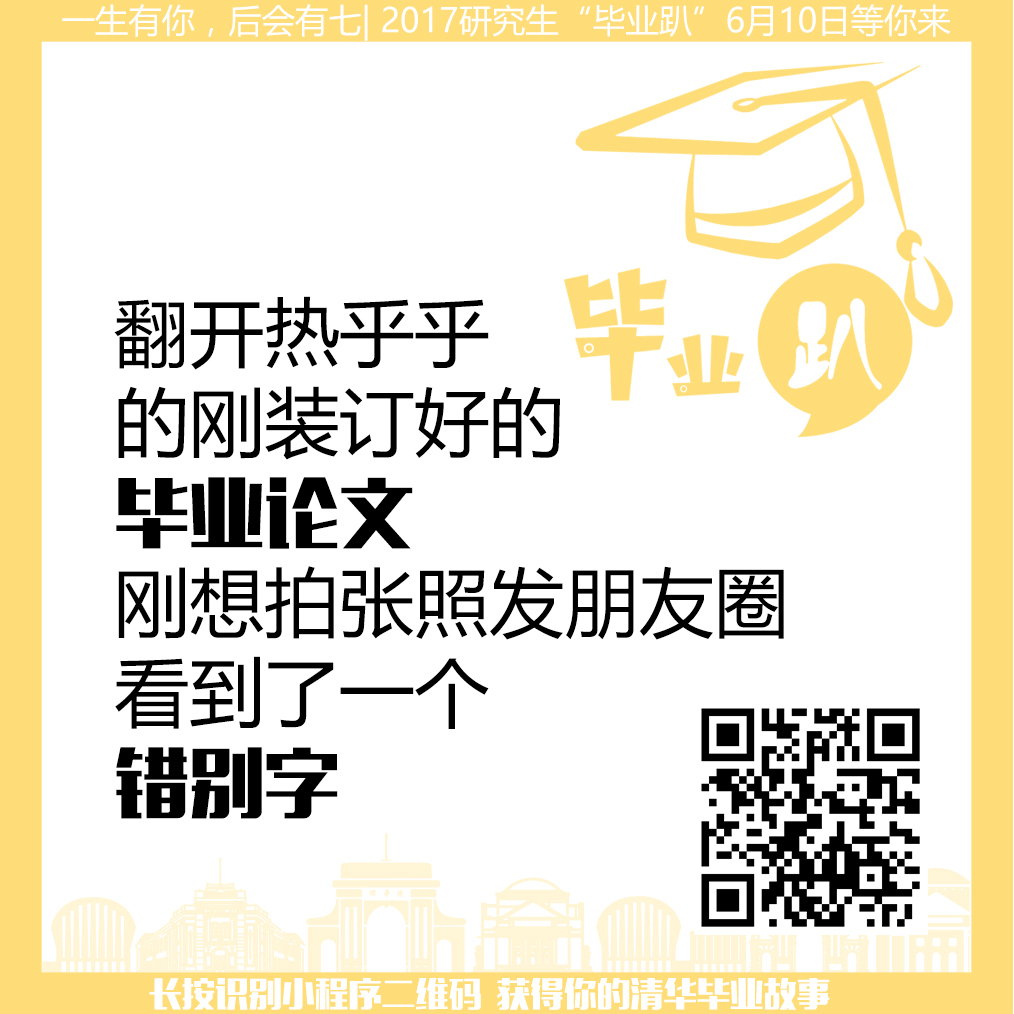 一生有你，后会有七| 2017研究生“毕业趴”6月10日等你来
毕业趴
翻开热乎乎
的刚装订好的
毕业论文
刚想拍张照发朋友圈
看到了一个
错别字
长按识别小程序二维码 获得你的清华毕业故事